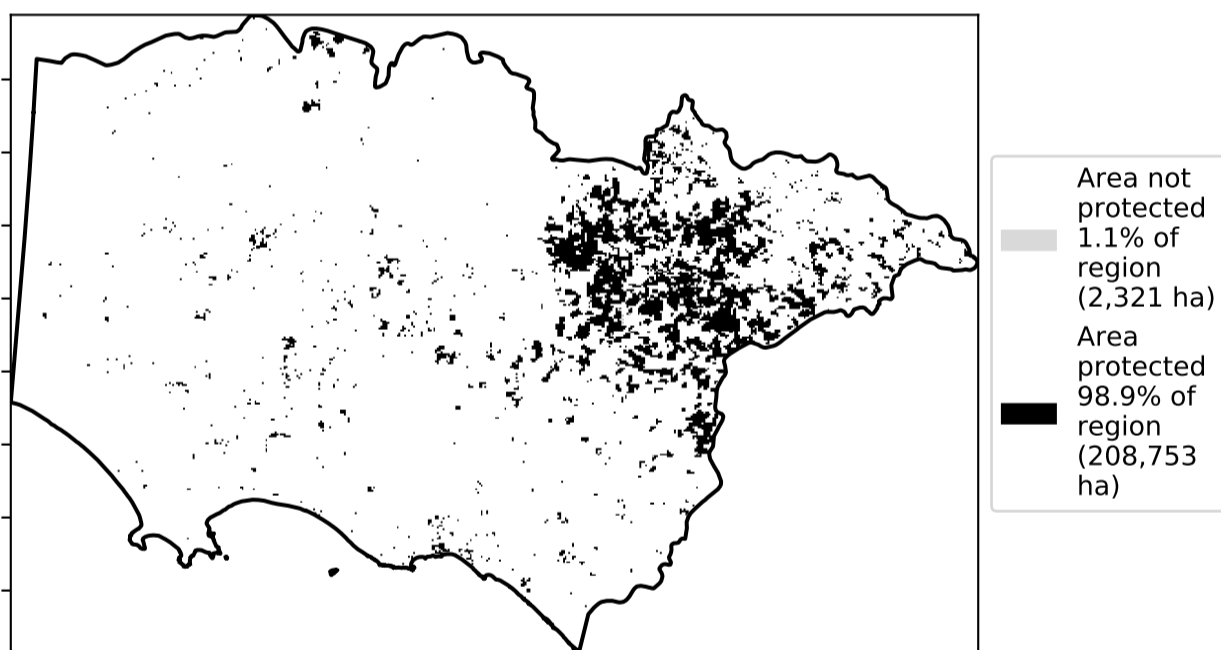 Area not
protected
1.1% of
region
(2,321 ha)
Area
protected
98.9% of
region
(208,753
ha)